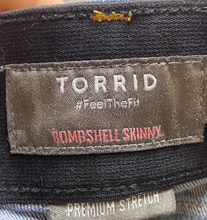 TORRID
#FeelTheFit
BOMBSHELL SKINNY
PREMIUM STRETCH